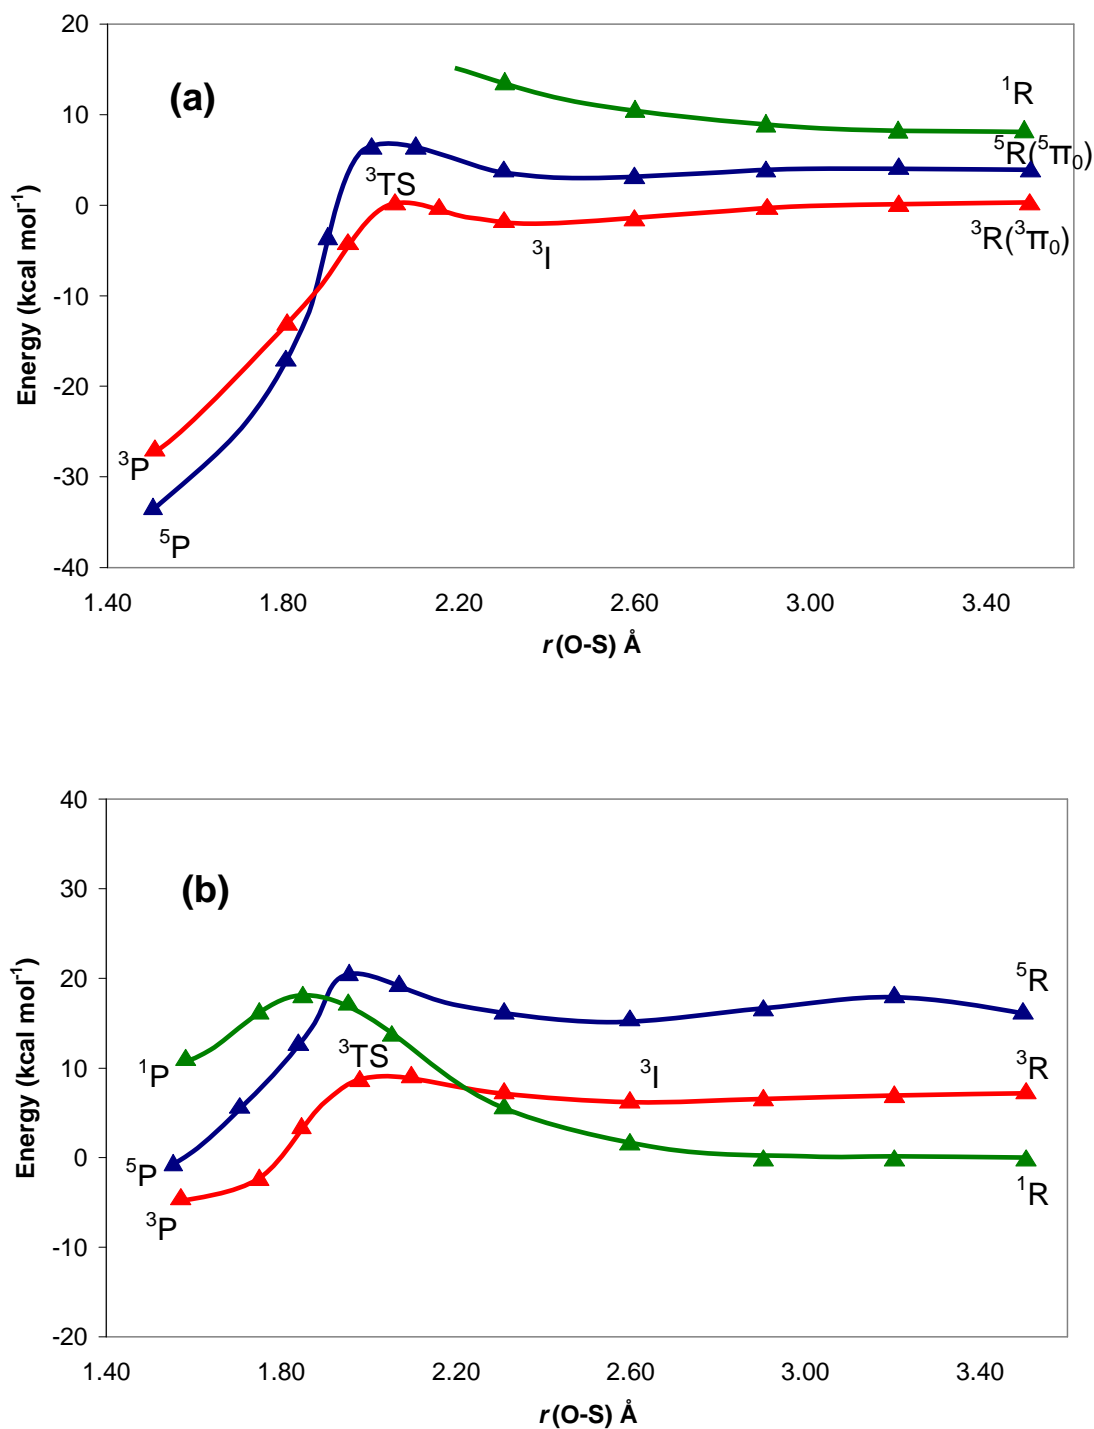 20
(a)
¹R
10
⁵R(⁵π₀)
³TS
0
³R(³π₀)
³I
-10
Energy (kcal mol⁻¹)
-20
³P
-30
⁵P
-40
1.40 1.80 2.20 2.60 3.00 3.40
r(O-S) Å
40
(b)
30
20
⁵R
³TS
³I
³R
10
¹P
Energy (kcal mol⁻¹)
0
⁵P
¹R
³P
-10
-20
1.40 1.80 2.20 2.60 3.00 3.40
r(O-S) Å